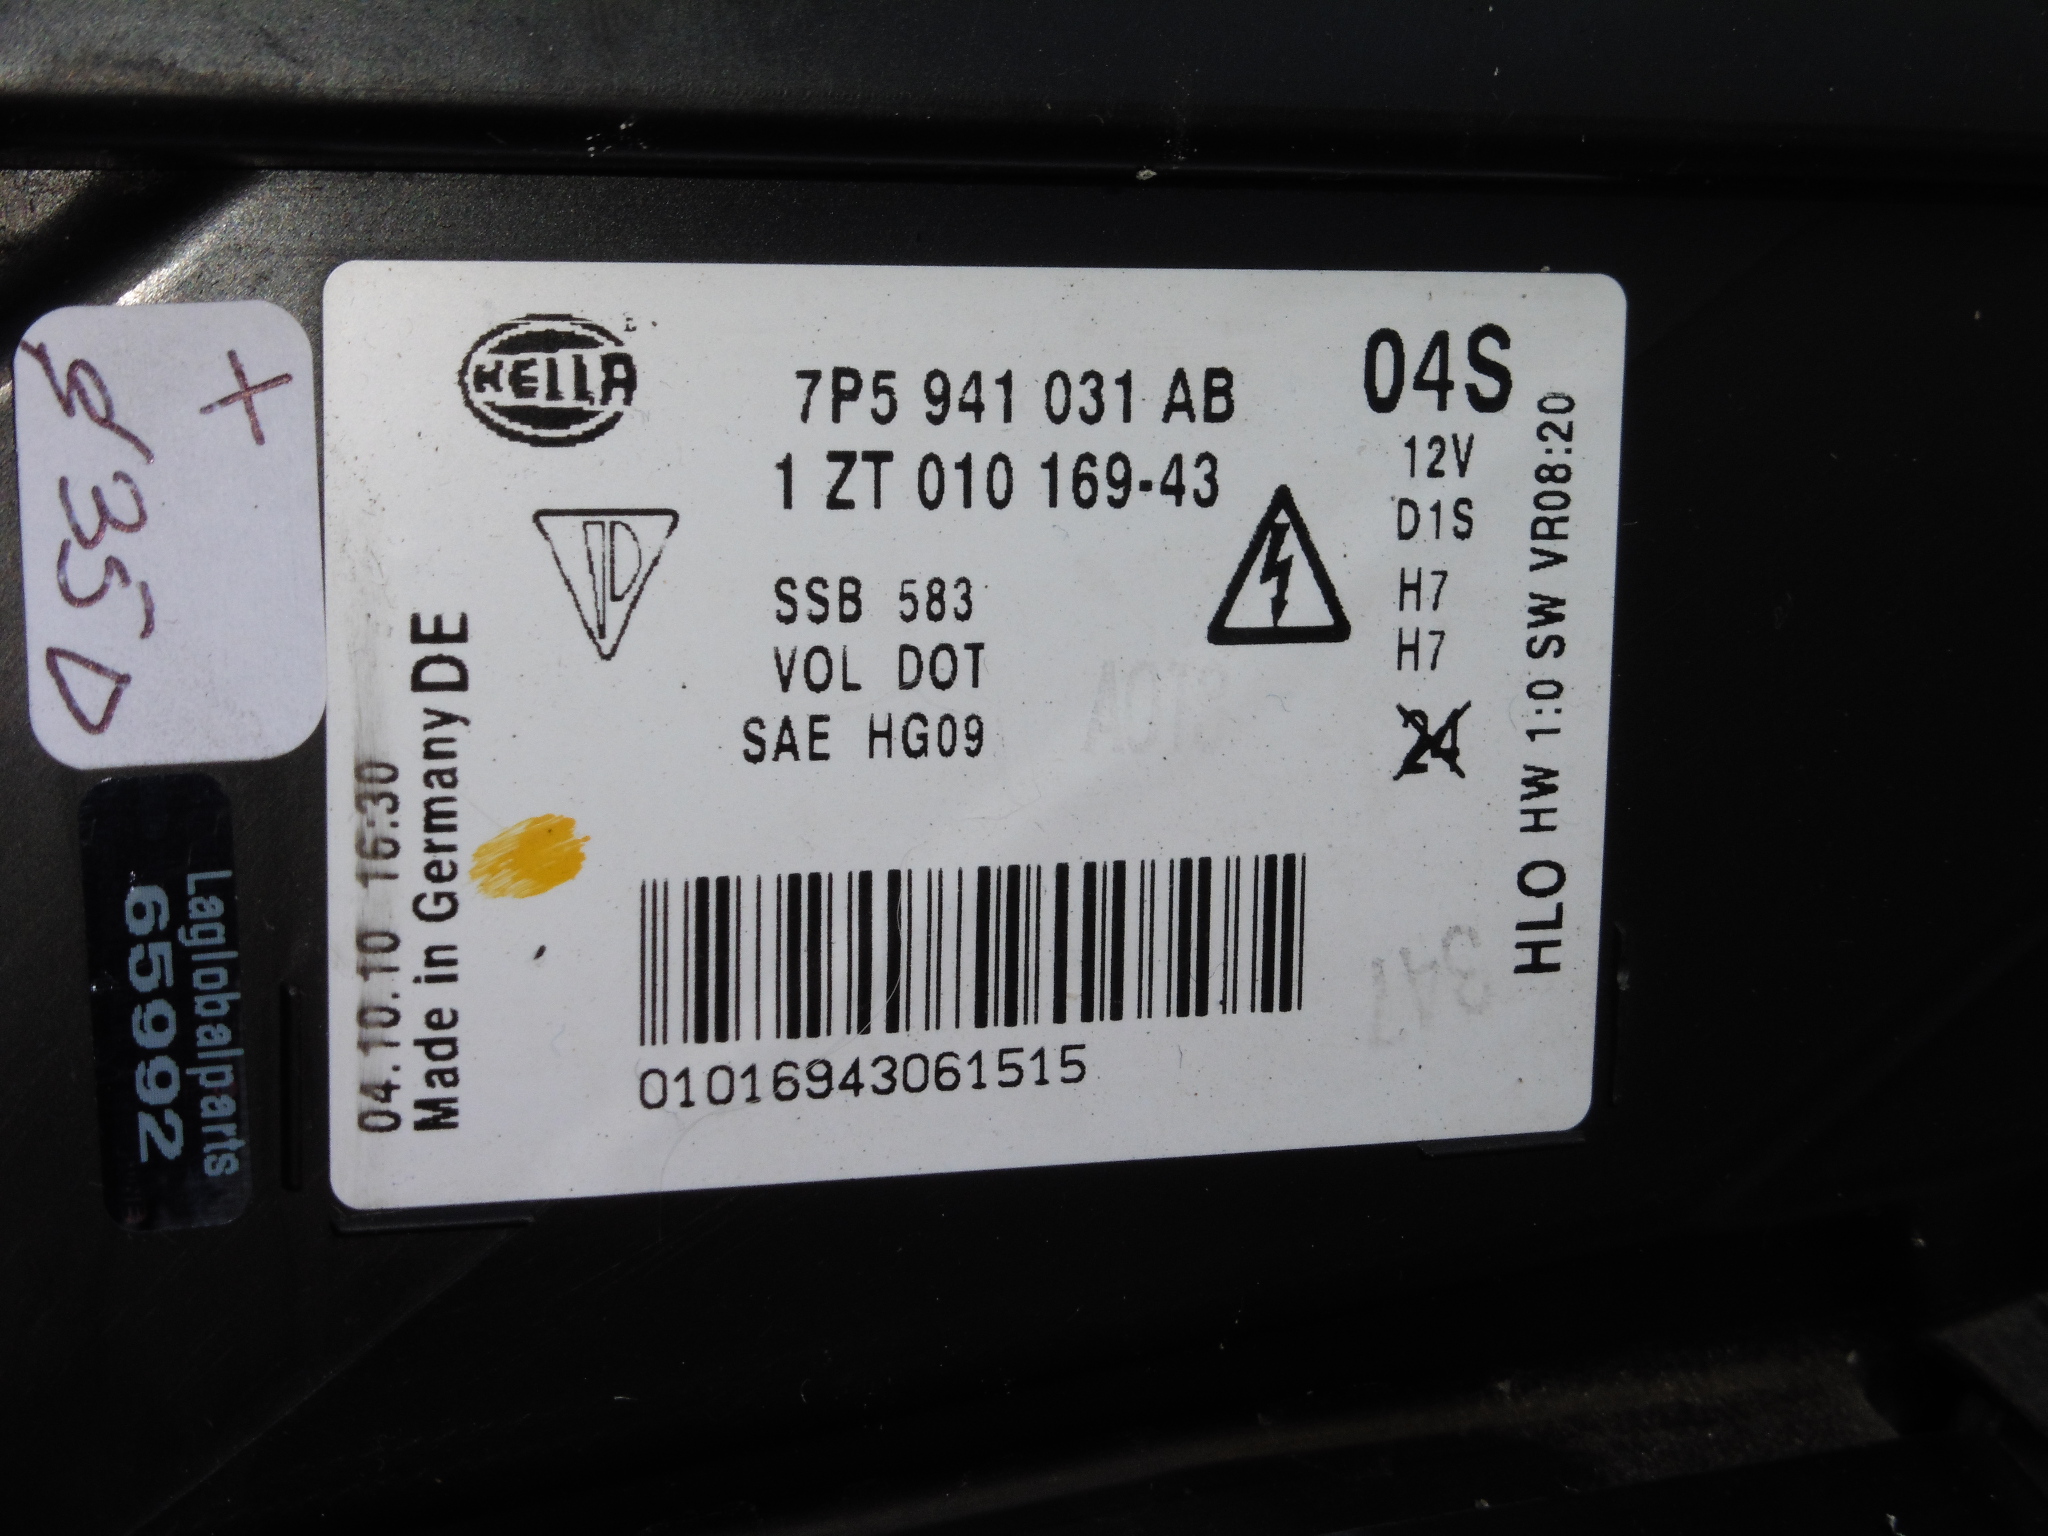 HELLA
7P5 941 031 AB
1 ZT 010 169-43
04S
12V
D1S
H7
H7
24
SSB 583
VOL DOT
SAE HG09
HLO HW 1:0 SW VR08:20
04.10.10 16:30
Made in Germany DE
01016943061515
Laglobalparts
65992